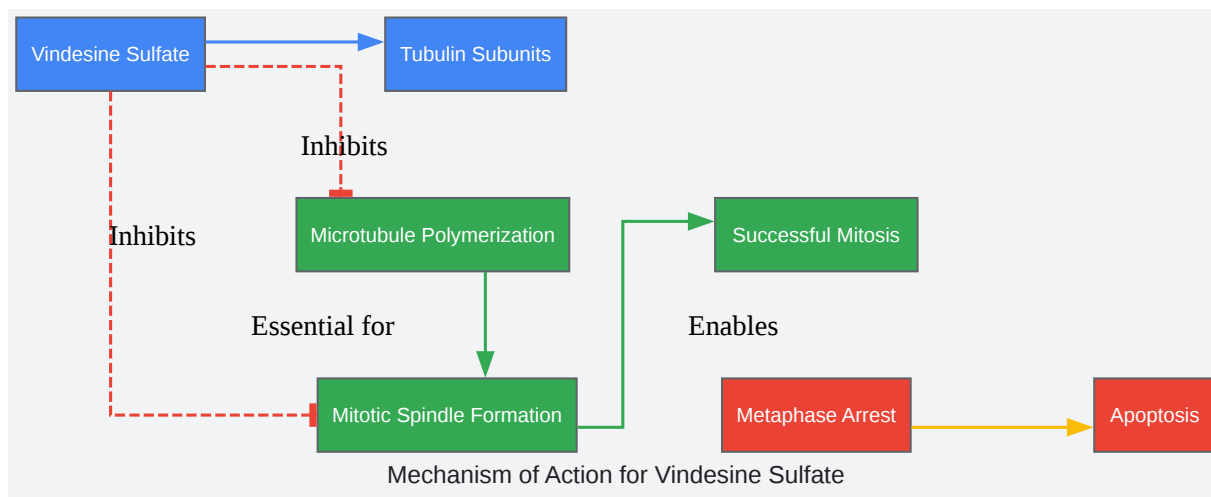 Vindesine Sulfate
Tubulin Subunits
Inhibits
Inhibits
Microtubule Polymerization
Successful Mitosis
Essential for
Enables
Mitotic Spindle Formation
Metaphase Arrest
Apoptosis
Mechanism of Action for Vindesine Sulfate